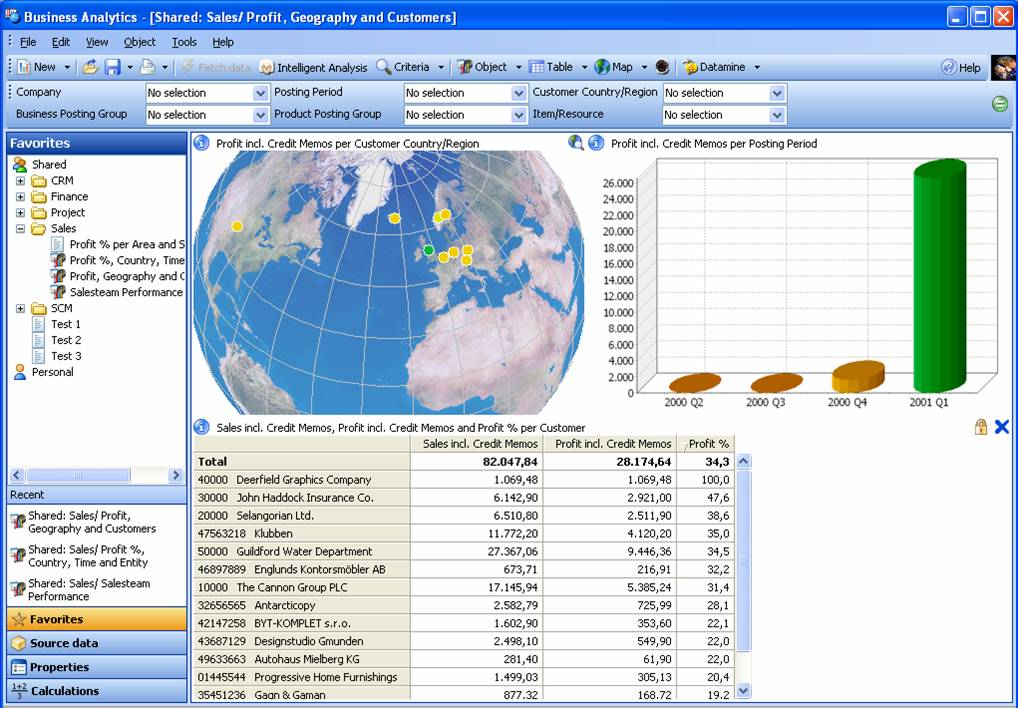 Business Analytics - [Shared: Sales/ Profit, Geography and Customers]
File Edit View Object Tools Help
New Fetch data Intelligent Analysis Criteria Object Table Map Datamine Help
Company No selection Posting Period No selection Customer Country/Region No selection
Business Posting Group No selection Product Posting Group No selection Item/Resource No selection
Favorites
Shared
CRM
Finance
Project
Sales
Profit % per Area and S
Profit %, Country, Time
Profit, Geography and C
Salesteam Performance
SCM
Test 1
Test 2
Test 3
Personal
Recent
Shared: Sales/ Profit,
Geography and Customers
Shared: Sales/ Profit %,
Country, Time and Entity
Shared: Sales/ Salesteam
Performance
Favorites
Source data
Properties
1+2
3
Calculations
Profit incl. Credit Memos per Customer Country/Region
Profit incl. Credit Memos per Posting Period
26.000
24.000
22.000
20.000
18.000
16.000
14.000
12.000
10.000
8.000
6.000
4.000
2.000
0
2000 Q2 2000 Q3 2000 Q4 2001 Q1
Sales incl. Credit Memos, Profit incl. Credit Memos and Profit % per Customer
Sales incl. Credit Memos Profit incl. Credit Memos Profit %
Total 82.047,84 28.174,64 34,3
40000 Deerfield Graphics Company 1.069,48 1.069,48 100,0
30000 John Haddock Insurance Co. 6.142,90 2.921,00 47,6
20000 Selangorian Ltd. 6.510,80 2.511,90 38,6
47563218 Klubben 11.772,20 4.120,20 35,0
50000 Guildford Water Department 27.367,06 9.446,36 34,5
46897889 Englunds Kontorsmöbler AB 673,71 216,91 32,2
10000 The Cannon Group PLC 17.145,94 5.385,24 31,4
32656565 Antarcticopy 2.582,79 725,99 28,1
42147258 BYT-KOMPLET s.r.o. 1.602,90 353,60 22,1
43687129 Designstudio Gmunden 2.498,10 549,90 22,0
49633663 Autohaus Mielberg KG 281,40 61,90 22,0
01445544 Progressive Home Furnishings 1.499,03 305,13 20,4
35451236 Gagn & Gaman 877,32 168,72 19,2